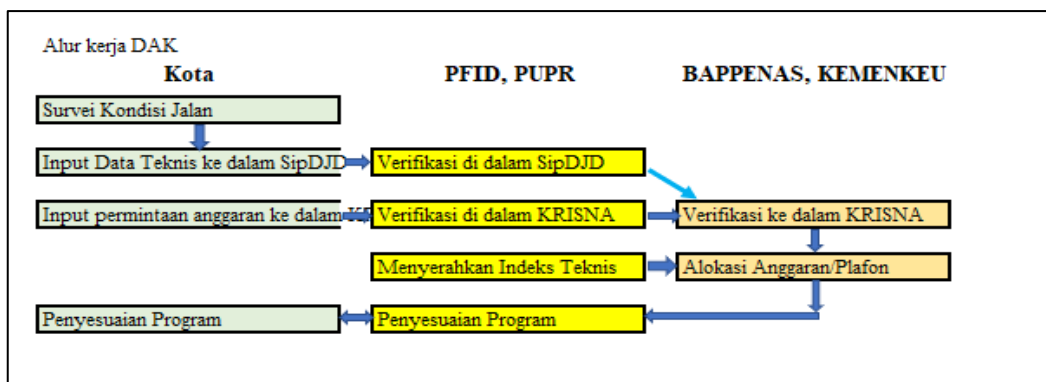 Alur kerja DAK
Kota PFID, PUPR BAPPENAS, KEMENKEU
Survei Kondisi Jalan
Input Data Teknis ke dalam SipDJD Verifikasi di dalam SipDJD
Input permintaan anggaran ke dalam Verifikasi di dalam KRISNA Verifikasi ke dalam KRISNA
Menyerahkan Indeks Teknis Alokasi Anggaran/Plafon
Penyesuaian Program Penyesuaian Program